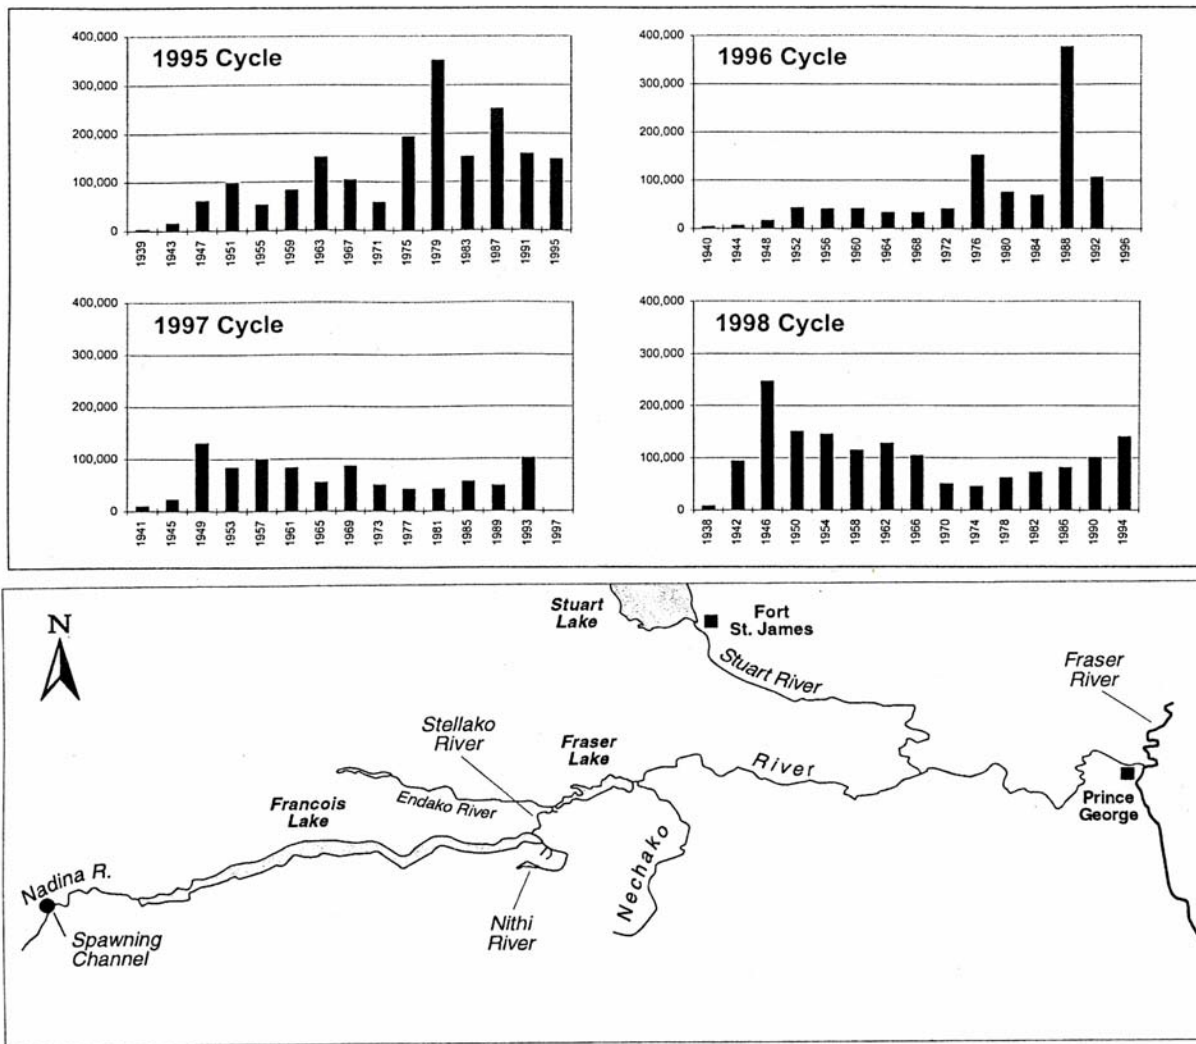 1995 Cycle
400,000
300,000
200,000
100,000
0
1939
1943
1947
1951
1955
1959
1963
1967
1971
1975
1979
1983
1987
1991
1995
1996 Cycle
400,000
300,000
200,000
100,000
0
1940
1944
1948
1952
1956
1960
1964
1968
1972
1976
1980
1984
1988
1992
1996
1997 Cycle
400,000
300,000
200,000
100,000
0
1941
1945
1949
1953
1957
1961
1965
1969
1973
1977
1981
1985
1989
1993
1997
1998 Cycle
400,000
300,000
200,000
100,000
0
1938
1942
1946
1950
1954
1958
1962
1966
1970
1974
1978
1982
1986
1990
1994
N
Stuart
Lake
Fort
St. James
Stuart River
Fraser
River
Stellako
River
Fraser
Lake
River
Endako River
Francois
Lake
Prince
George
Nechako
Nadina R.
Nithi
River
Spawning
Channel